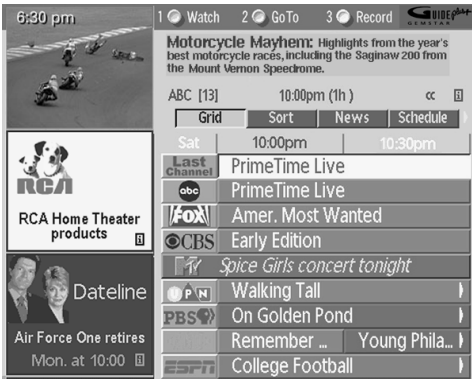 6:30 pm
1 Watch 2 GoTo 3 Record GUIDE plus+
GEMSTAR
Motorcycle Mayhem: Highlights from the year's
best motorcycle races, including the Saginaw 200 from
the Mount Vernon Speedrome.
ABC [13] 10:00pm (1h ) cc i
Grid Sort News Schedule
Sat 10:00pm 10:30pm
Last Channel PrimeTime Live
abc PrimeTime Live
FOX Amer. Most Wanted
CBS Early Edition
MTV Spice Girls concert tonight
UPN Walking Tall
PBS On Golden Pond
Remember ... Young Phila...
ESPN College Football
RCA
RCA Home Theater
products i
Dateline
Air Force One retires
Mon. at 10:00 i